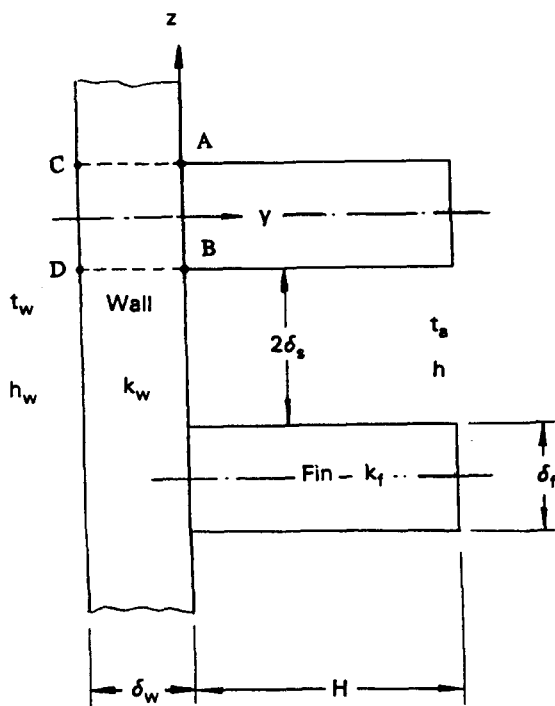 z
C
A
y
D
B
t_w
Wall
t_a
2δ_s
h_w
k_w
h
Fin – k_f
δ_f
δ_w
H